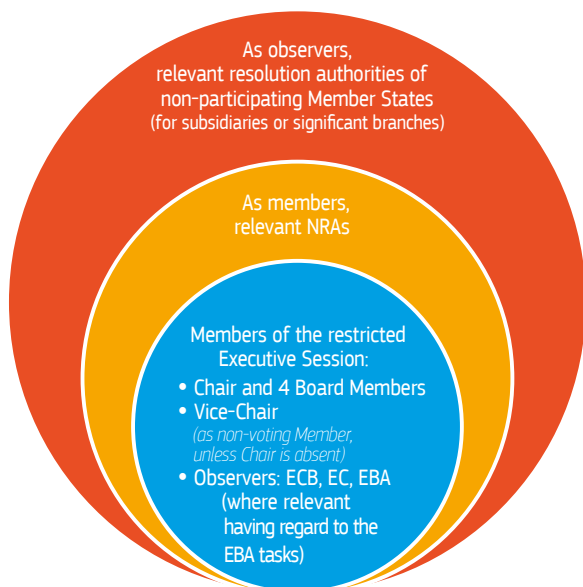 As observers,
relevant resolution authorities of
non-participating Member States
(for subsidiaries or significant branches)
As members,
relevant NRAs
Members of the restricted
Executive Session:
• Chair and 4 Board Members
• Vice-Chair
(as non-voting Member,
unless Chair is absent)
• Observers: ECB, EC, EBA
(where relevant
having regard to the
EBA tasks)